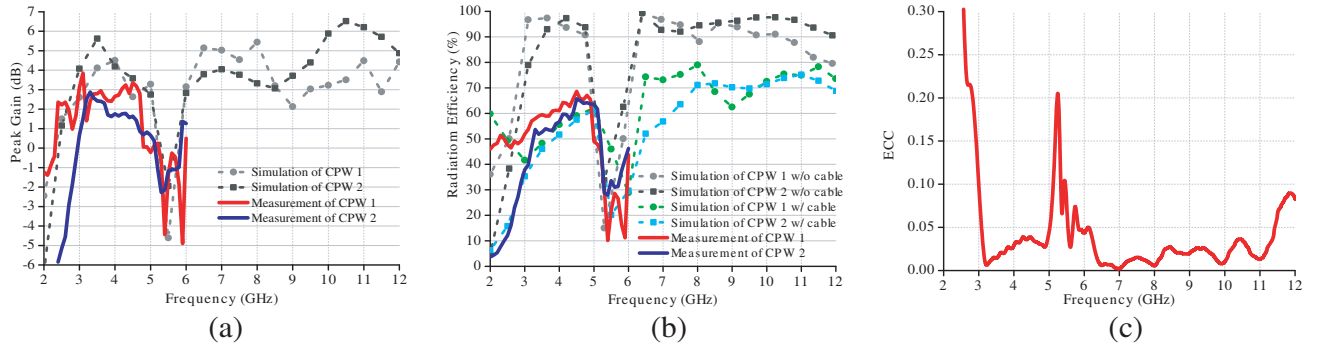 7
6
5
4
3
2
1
0
-1
-2
-3
-4
-5
-6
Peak Gain (dB)
Simulation of CPW 1
Simulation of CPW 2
Measurement of CPW 1
Measurement of CPW 2
2 3 4 5 6 7 8 9 10 11 12
Frequency (GHz)
(a)
100
90
80
70
60
50
40
30
20
10
0
Radiation Efficiency (%)
Simulation of CPW 1 w/o cable
Simulation of CPW 2 w/o cable
Simulation of CPW 1 w/ cable
Simulation of CPW 2 w/ cable
Measurement of CPW 1
Measurement of CPW 2
2 3 4 5 6 7 8 9 10 11 12
Frequency (GHz)
(b)
0.30
0.25
0.20
0.15
0.10
0.05
0.00
ECC
2 3 4 5 6 7 8 9 10 11 12
Frequency (GHz)
(c)